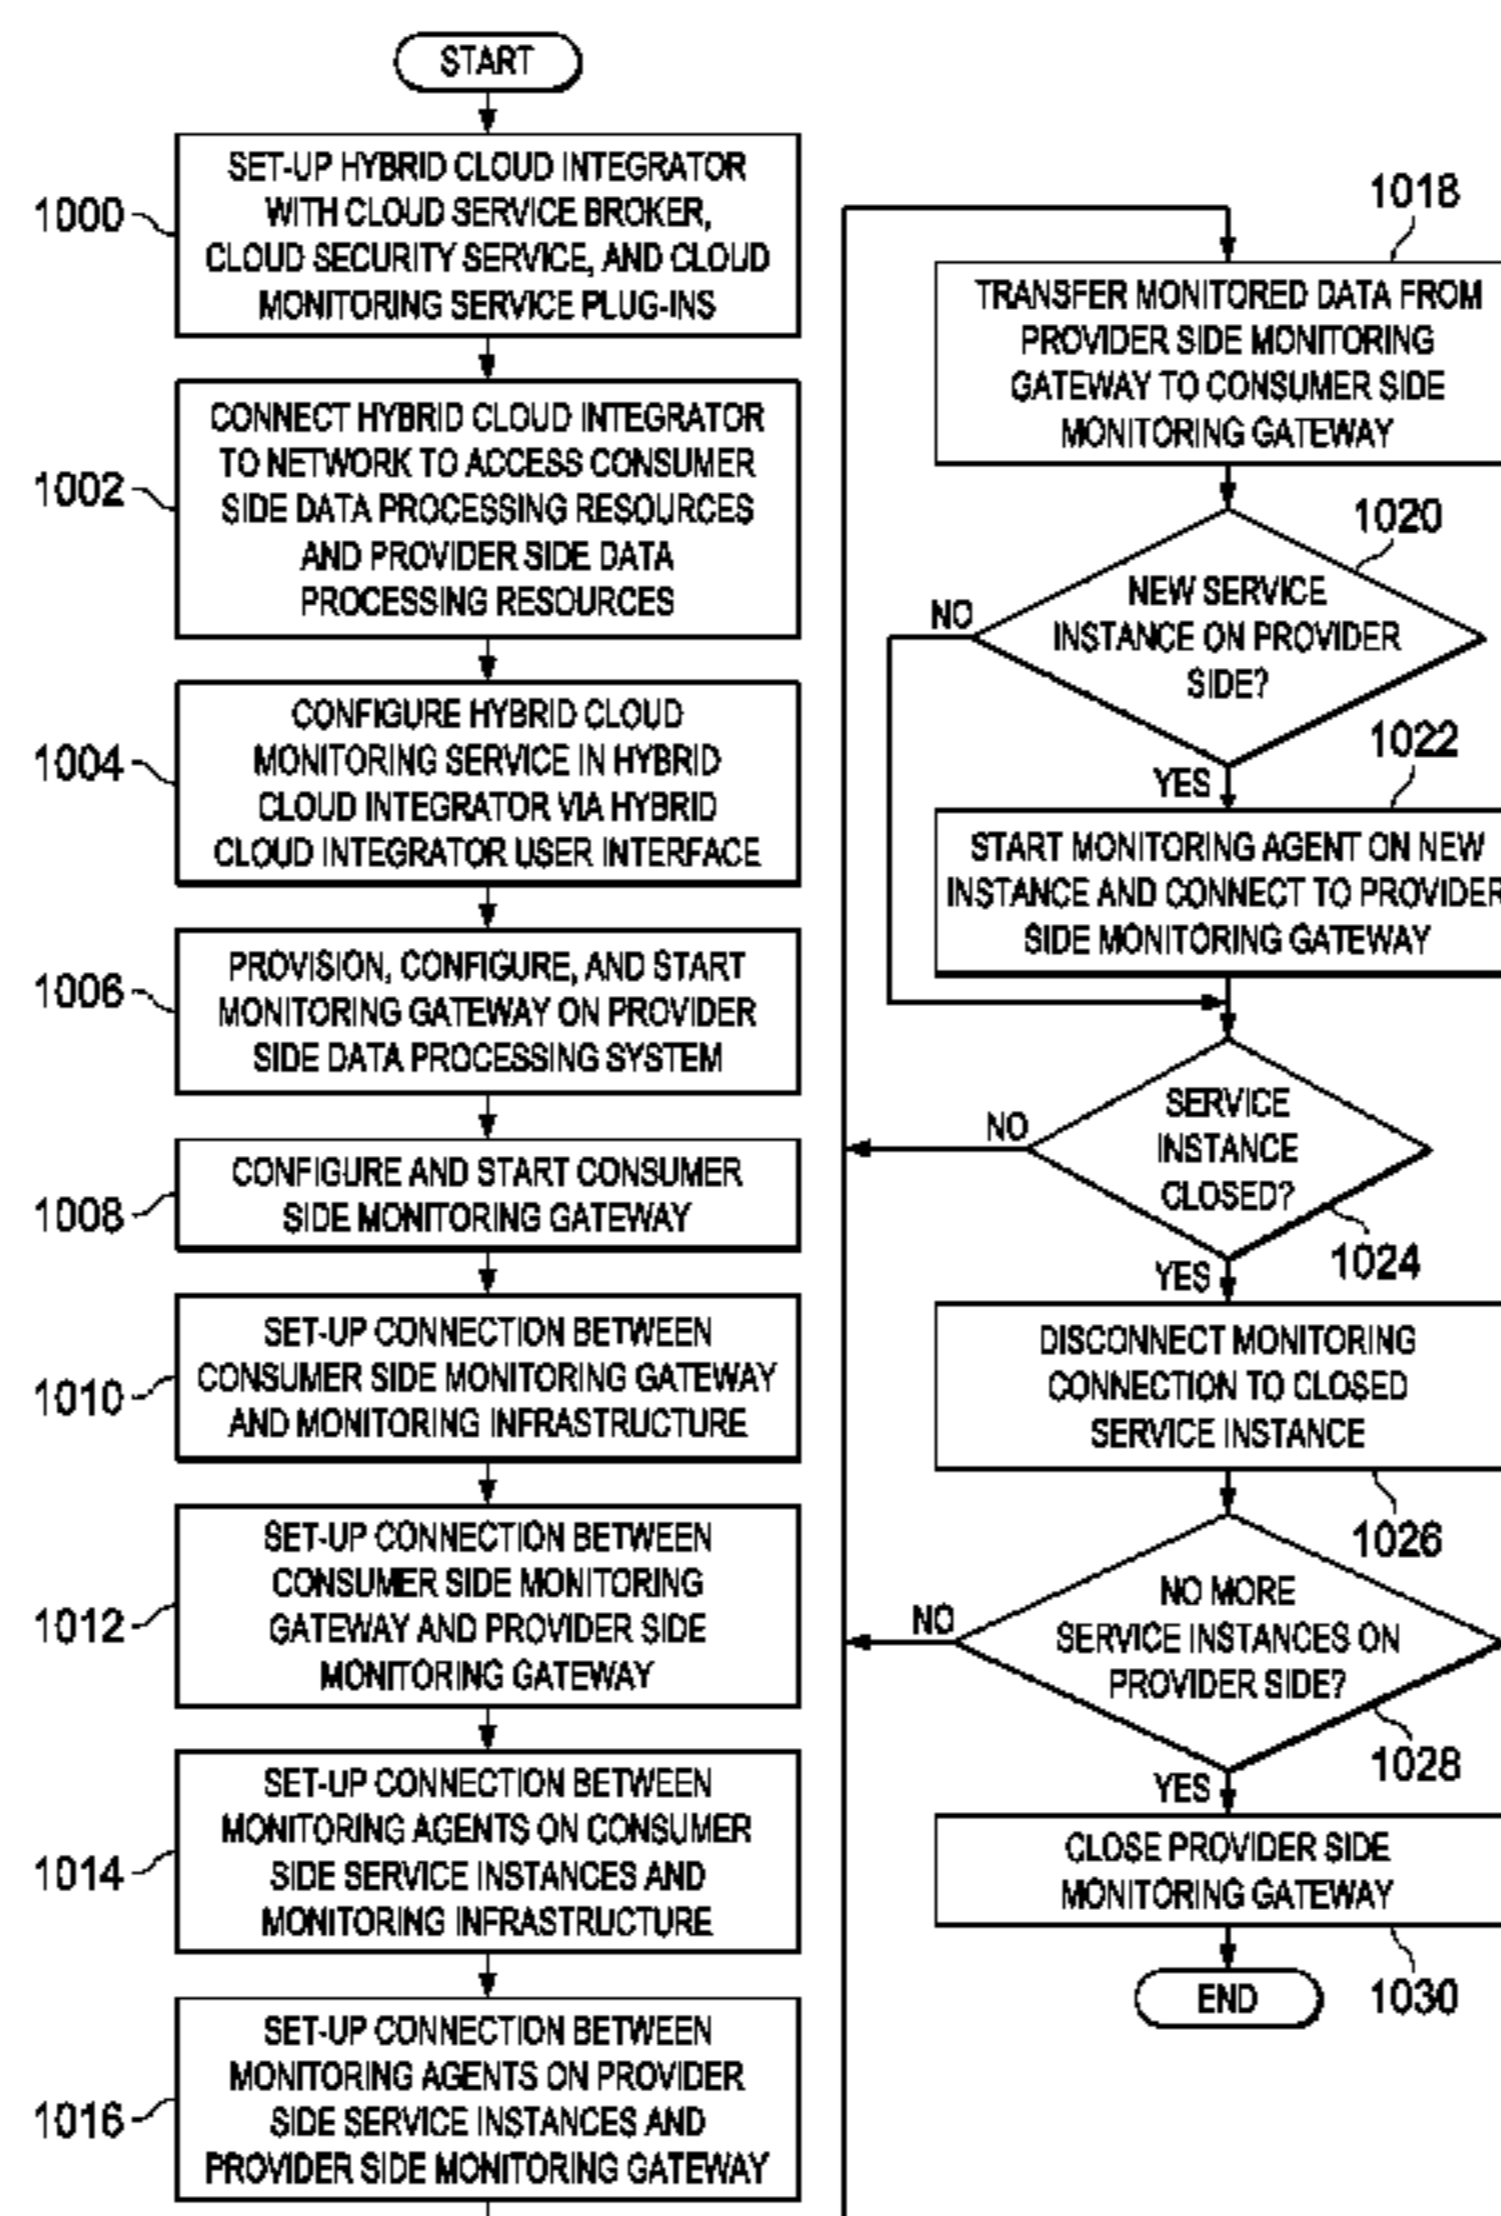 START
1000
SET-UP HYBRID CLOUD INTEGRATOR
WITH CLOUD SERVICE BROKER,
CLOUD SECURITY SERVICE, AND CLOUD
MONITORING SERVICE PLUG-INS
1002
CONNECT HYBRID CLOUD INTEGRATOR
TO NETWORK TO ACCESS CONSUMER
SIDE DATA PROCESSING RESOURCES
AND PROVIDER SIDE DATA
PROCESSING RESOURCES
1004
CONFIGURE HYBRID CLOUD
MONITORING SERVICE IN HYBRID
CLOUD INTEGRATOR VIA HYBRID
CLOUD INTEGRATOR USER INTERFACE
1006
PROVISION, CONFIGURE, AND START
MONITORING GATEWAY ON PROVIDER
SIDE DATA PROCESSING SYSTEM
1008
CONFIGURE AND START CONSUMER
SIDE MONITORING GATEWAY
1010
SET-UP CONNECTION BETWEEN
CONSUMER SIDE MONITORING GATEWAY
AND MONITORING INFRASTRUCTURE
1012
SET-UP CONNECTION BETWEEN
CONSUMER SIDE MONITORING
GATEWAY AND PROVIDER SIDE
MONITORING GATEWAY
1014
SET-UP CONNECTION BETWEEN
MONITORING AGENTS ON CONSUMER
SIDE SERVICE INSTANCES AND
MONITORING INFRASTRUCTURE
1016
SET-UP CONNECTION BETWEEN
MONITORING AGENTS ON PROVIDER
SIDE SERVICE INSTANCES AND
PROVIDER SIDE MONITORING GATEWAY
1018
TRANSFER MONITORED DATA FROM
PROVIDER SIDE MONITORING
GATEWAY TO CONSUMER SIDE
MONITORING GATEWAY
1020
NEW SERVICE
INSTANCE ON PROVIDER
SIDE?
NO
YES
1022
START MONITORING AGENT ON NEW
INSTANCE AND CONNECT TO PROVIDER
SIDE MONITORING GATEWAY
SERVICE
INSTANCE
CLOSED?
NO
1024
YES
DISCONNECT MONITORING
CONNECTION TO CLOSED
SERVICE INSTANCE
1026
NO MORE
SERVICE INSTANCES ON
PROVIDER SIDE?
NO
1028
YES
CLOSE PROVIDER SIDE
MONITORING GATEWAY
1030
END